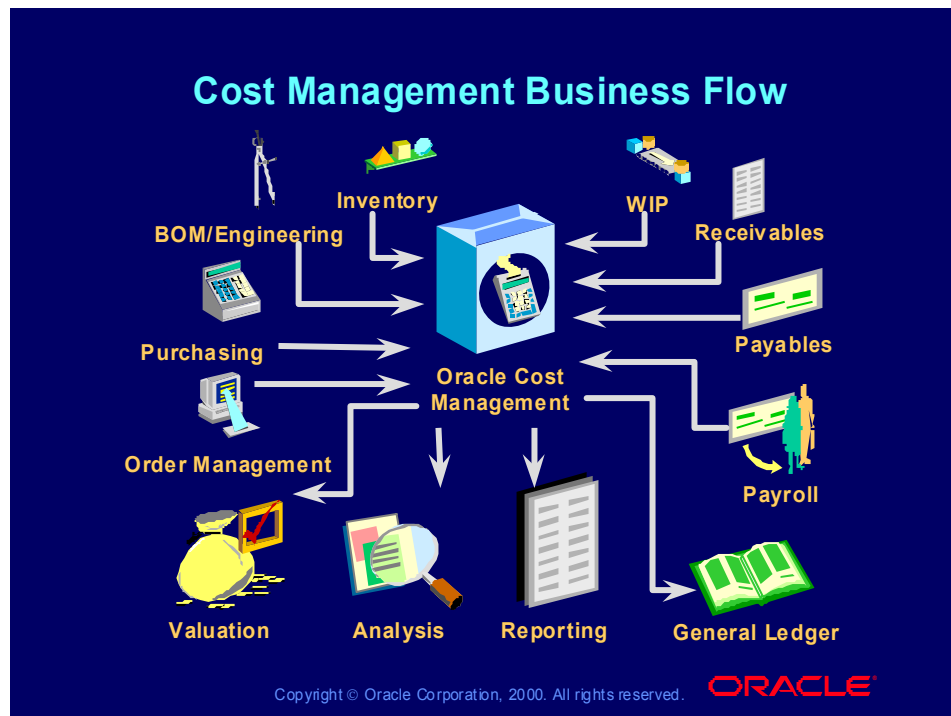 Cost Management Business Flow
Inventory
WIP
BOM/Engineering
Receivables
Purchasing
Payables
Oracle Cost
Management
Order Management
Payroll
Valuation
Analysis
Reporting
General Ledger
Copyright © Oracle Corporation, 2000. All rights reserved.
ORACLE®